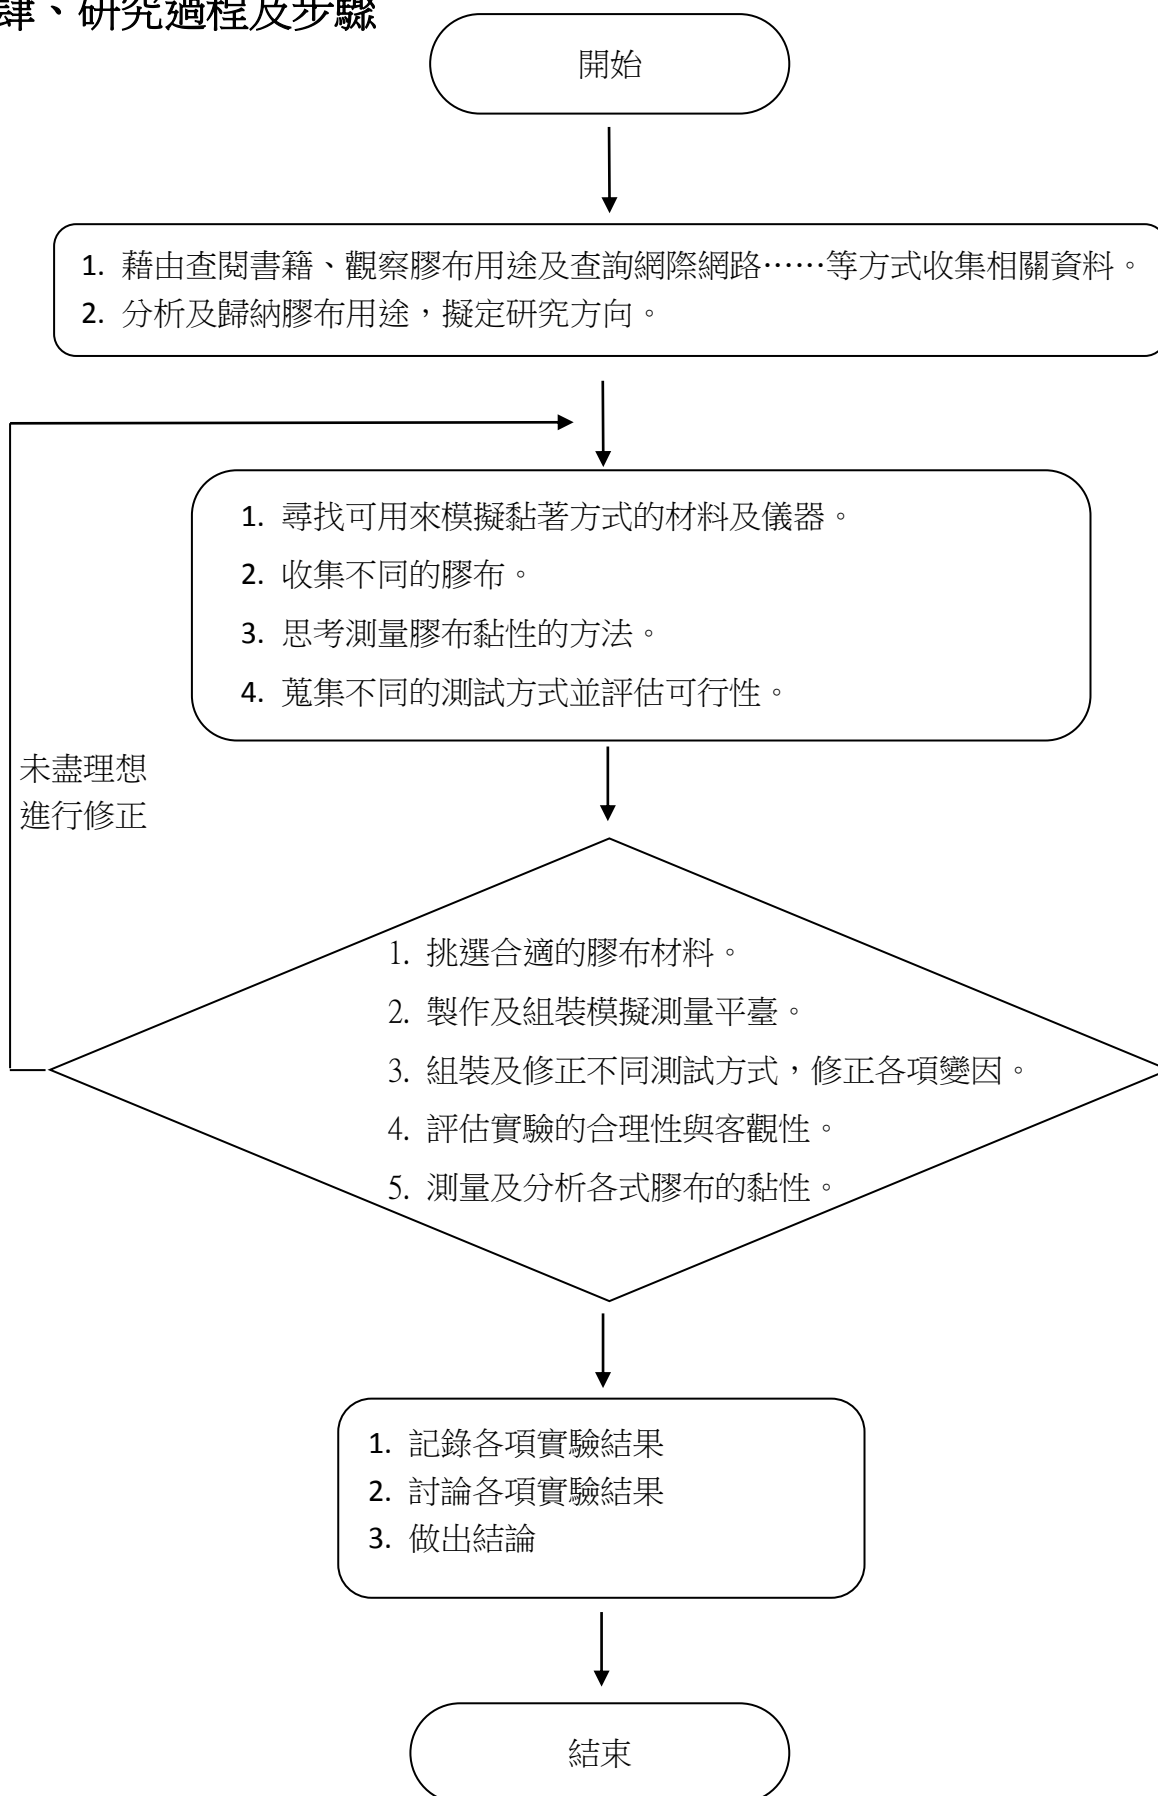 肆、研究過程及步驟
開始
1. 藉由查閱書籍、觀察膠布用途及查詢網際網路……等方式收集相關資料。
2. 分析及歸納膠布用途，擬定研究方向。
1. 尋找可用來模擬黏著方式的材料及儀器。
2. 收集不同的膠布。
3. 思考測量膠布黏性的方法。
4. 蒐集不同的測試方式並評估可行性。
未盡理想
進行修正
1. 挑選合適的膠布材料。
2. 製作及組裝模擬測量平臺。
3. 組裝及修正不同測試方式，修正各項變因。
4. 評估實驗的合理性與客觀性。
5. 測量及分析各式膠布的黏性。
1. 記錄各項實驗結果
2. 討論各項實驗結果
3. 做出結論
結束